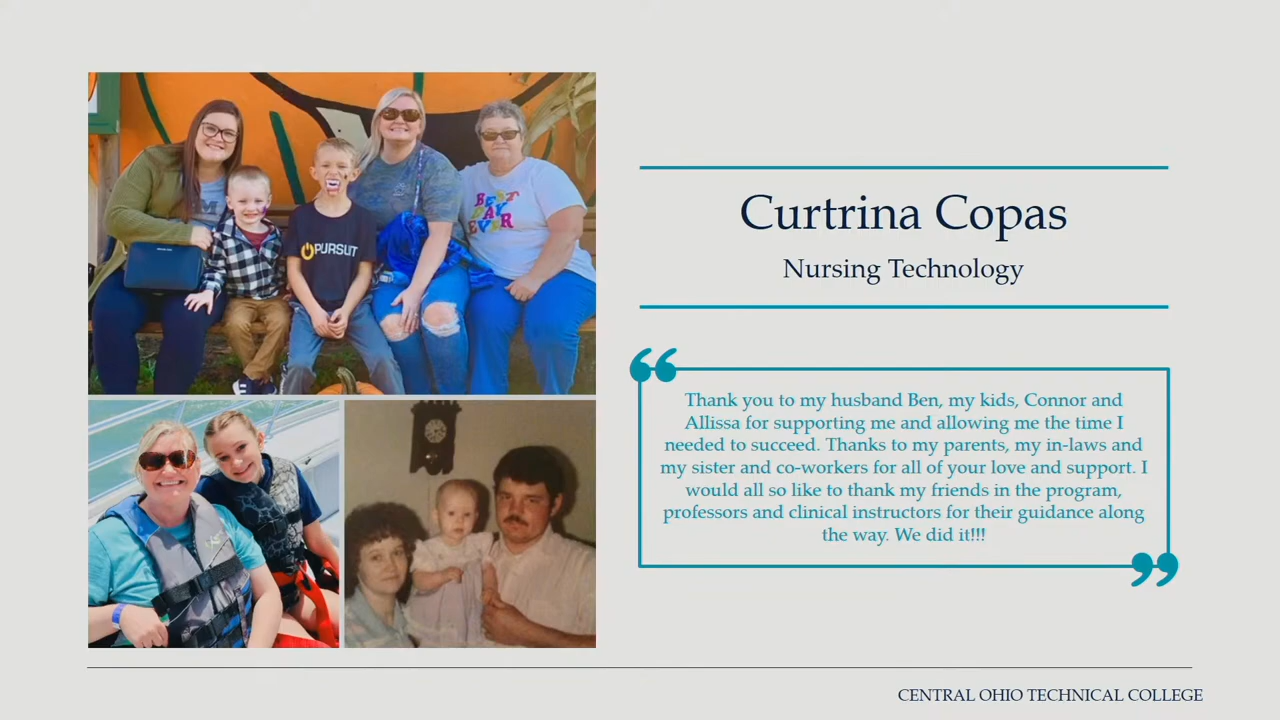 BEST
DAY
EVER
PURSUIT
M
Curtrina Copas
Nursing Technology
Thank you to my husband Ben, my kids, Connor and
Allissa for supporting me and allowing me the time I
needed to succeed. Thanks to my parents, my in-laws and
my sister and co-workers for all of your love and support. I
would all so like to thank my friends in the program,
professors and clinical instructors for their guidance along
the way. We did it!!!
CENTRAL OHIO TECHNICAL COLLEGE